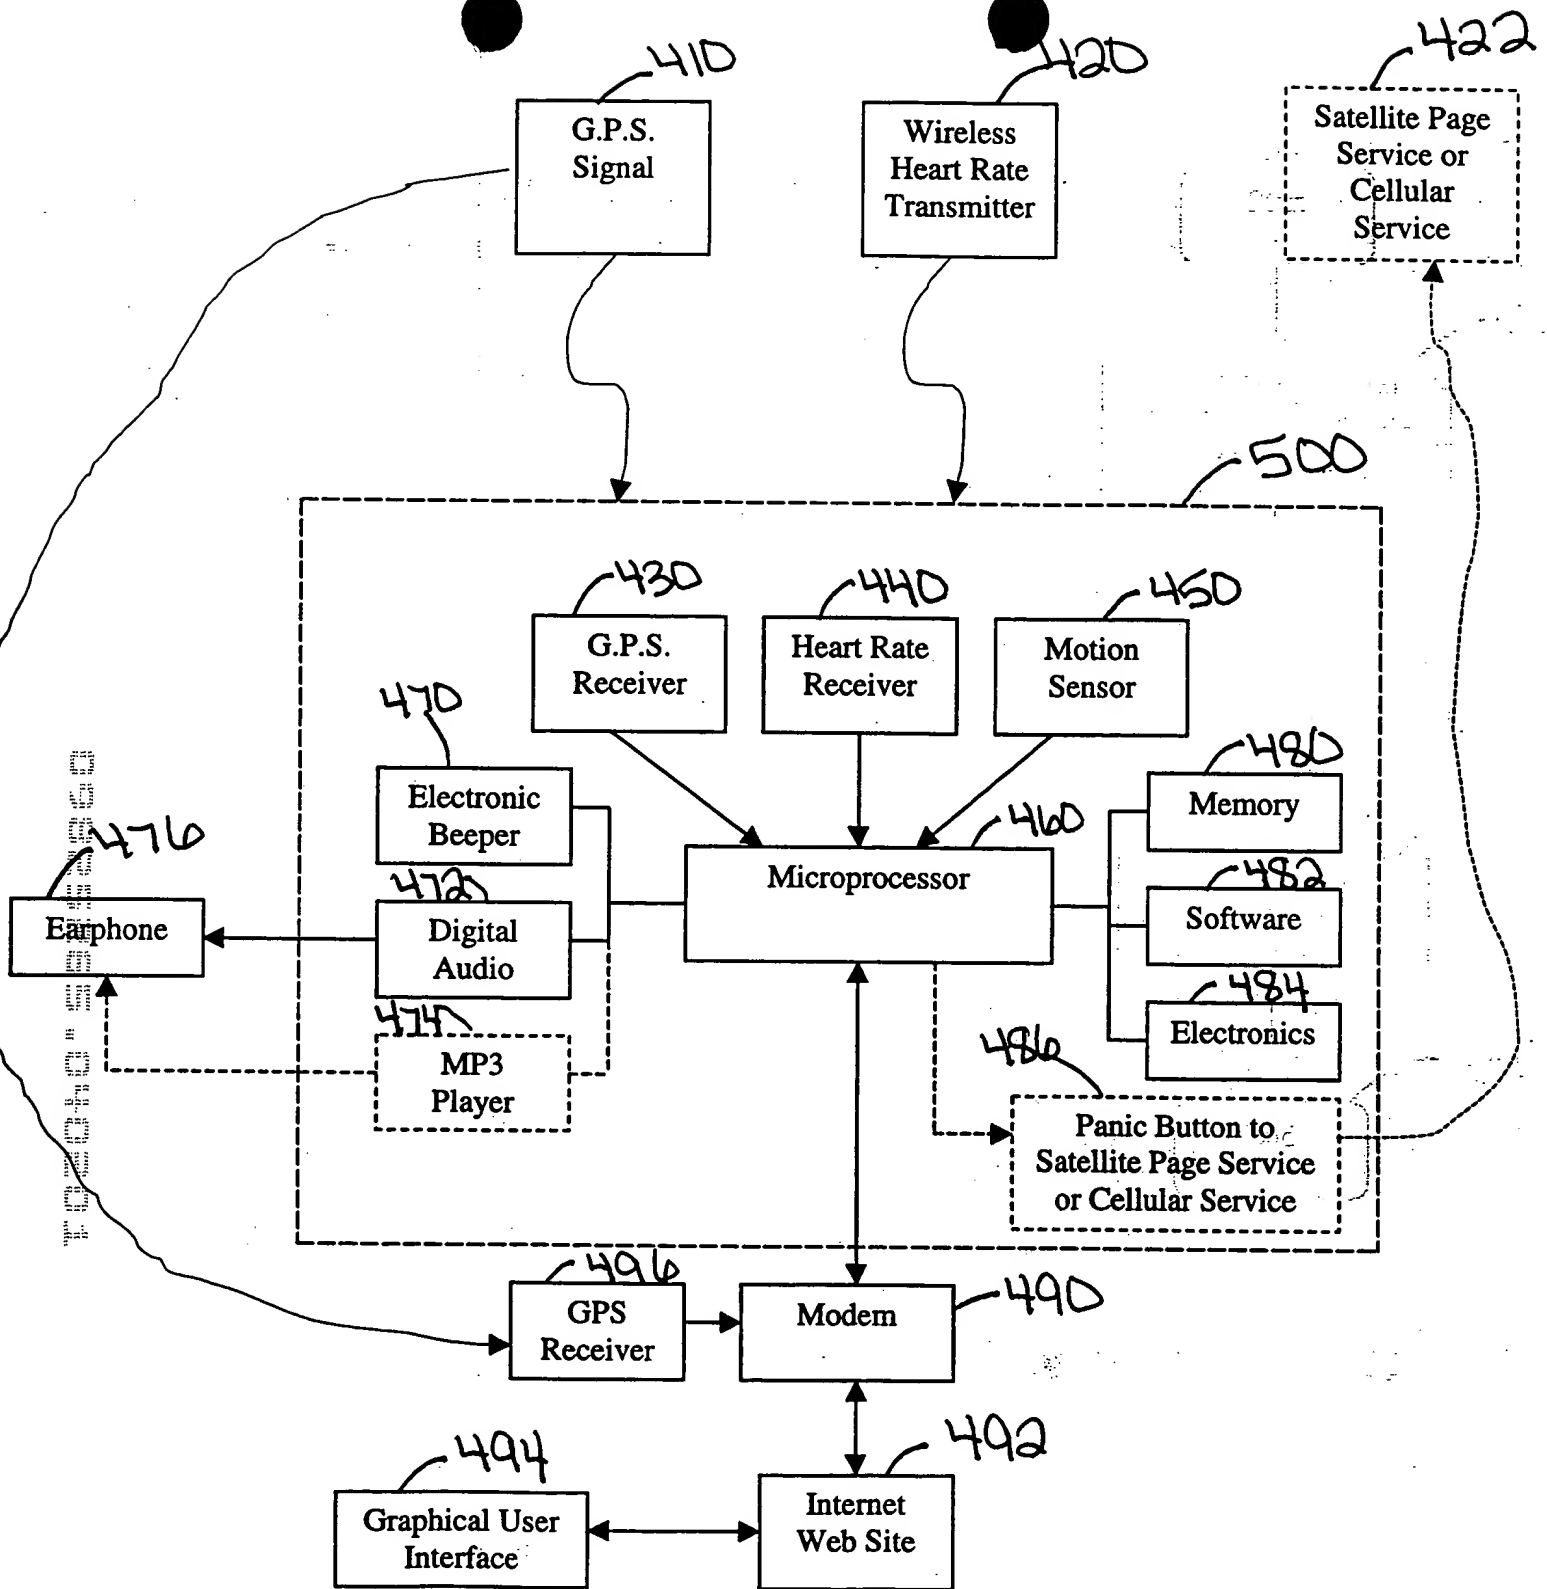 410
420
422
G.P.S.
Signal
Wireless
Heart Rate
Transmitter
Satellite Page
Service or
Cellular
Service
500
430
440
450
G.P.S.
Receiver
Heart Rate
Receiver
Motion
Sensor
470
480
Electronic
Beeper
Memory
476
460
Microprocessor
472
482
Earphone
Digital
Audio
Software
474
484
MP3
Player
Electronics
486
Panic Button to
Satellite Page Service
or Cellular Service
496
490
GPS
Receiver
Modem
494
492
Graphical User
Interface
Internet
Web Site